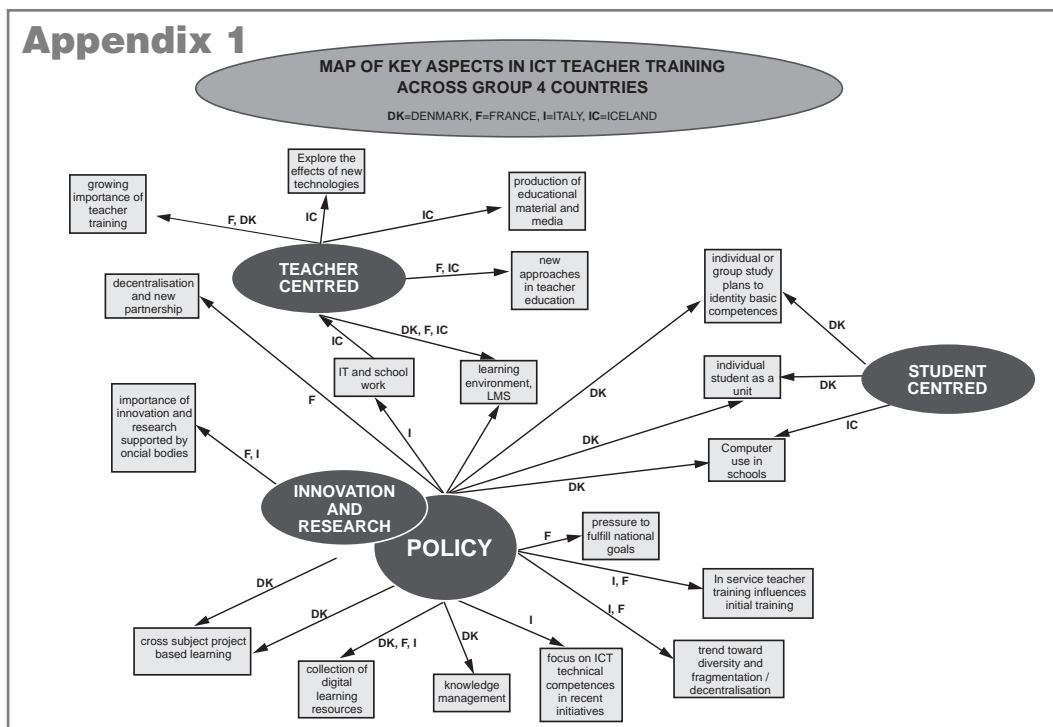 Appendix 1
MAP OF KEY ASPECTS IN ICT TEACHER TRAINING
ACROSS GROUP 4 COUNTRIES
DK=DENMARK, F=FRANCE, I=ITALY, IC=ICELAND
growing
importance of
teacher
training
Explore the
effects of new
technologies
production of
educational
material and
media
F, DK
IC
IC
TEACHER
CENTRED
F, IC
new
approaches
in teacher
education
individual or
group study
plans to
identity basic
competences
decentralisation
and new
partnership
IC
DK, F, IC
DK
IT and school
work
learning
environment,
LMS
individual
student as a
unit
STUDENT
CENTRED
DK
DK
F
I
IC
importance of
innovation and
research
supported by
oncial bodies
F, I
DK
DK
Computer
use in
schools
INNOVATION
AND
RESEARCH
POLICY
F
pressure to
fulfill national
goals
I, F
In service teacher
training influences
initial training
I, F
DK
DK
cross subject project
based learning
DK, F, I
DK
I
collection of
digital
learning
resources
knowledge
management
focus on ICT
technical
competences
in recent
initiatives
trend toward
diversity and
fragmentation /
decentralisation